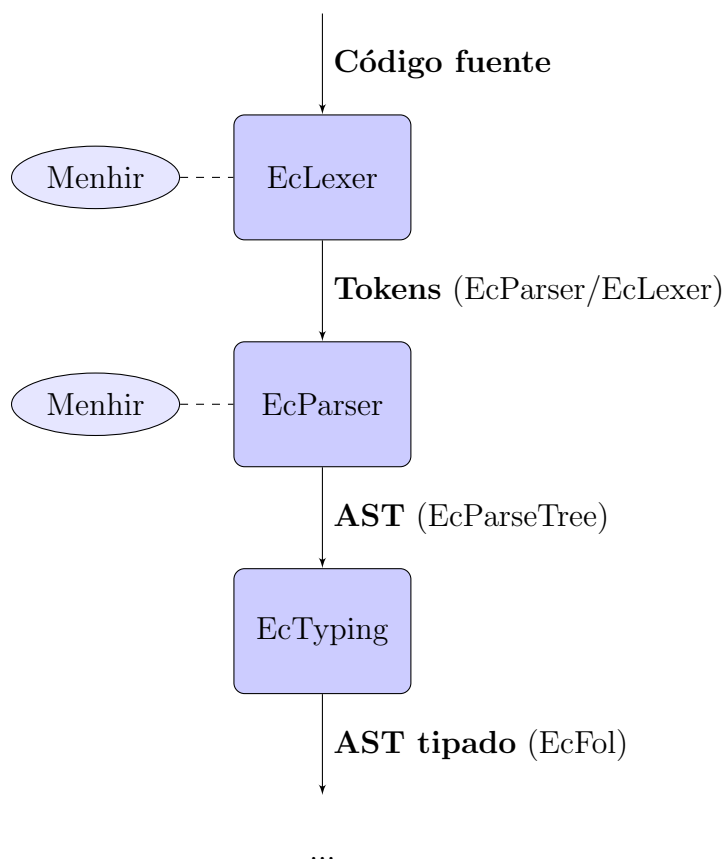 Código fuente
Menhir
EcLexer
Tokens (EcParser/EcLexer)
Menhir
EcParser
AST (EcParseTree)
EcTyping
AST tipado (EcFol)
...